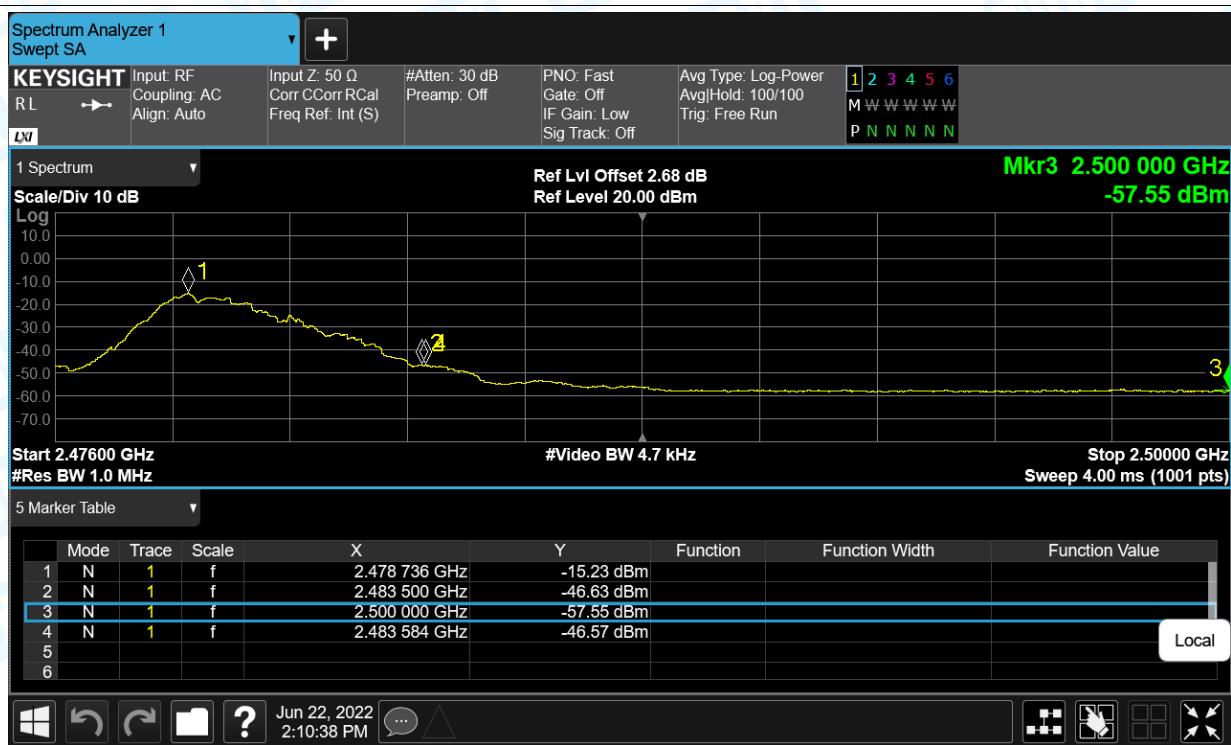 Spectrum Analyzer 1
Swept SA
+
KEYSIGHT
RL
LXI
Input: RF
Coupling: AC
Align: Auto
Input Z: 50 Ω
Corr CCorr RCal
Freq Ref: Int (S)
#Atten: 30 dB
Preamp: Off
PNO: Fast
Gate: Off
IF Gain: Low
Sig Track: Off
Avg Type: Log-Power
Avg|Hold: 100/100
Trig: Free Run
1 2 3 4 5 6
M W W W W W
P N N N N N
1 Spectrum
Scale/Div 10 dB
Ref Lvl Offset 2.68 dB
Ref Level 20.00 dBm
Mkr3 2.500 000 GHz
-57.55 dBm
Log
10.0
0.00
-10.0
-20.0
-30.0
-40.0
-50.0
-60.0
-70.0
1
2
4
3
Start 2.47600 GHz
#Res BW 1.0 MHz
#Video BW 4.7 kHz
Stop 2.50000 GHz
Sweep 4.00 ms (1001 pts)
5 Marker Table
Mode Trace Scale X Y Function Function Width Function Value
1 N 1 f 2.478 736 GHz -15.23 dBm
2 N 1 f 2.483 500 GHz -46.63 dBm
3 N 1 f 2.500 000 GHz -57.55 dBm
4 N 1 f 2.483 584 GHz -46.57 dBm
5
6
Local
?
Jun 22, 2022
2:10:38 PM